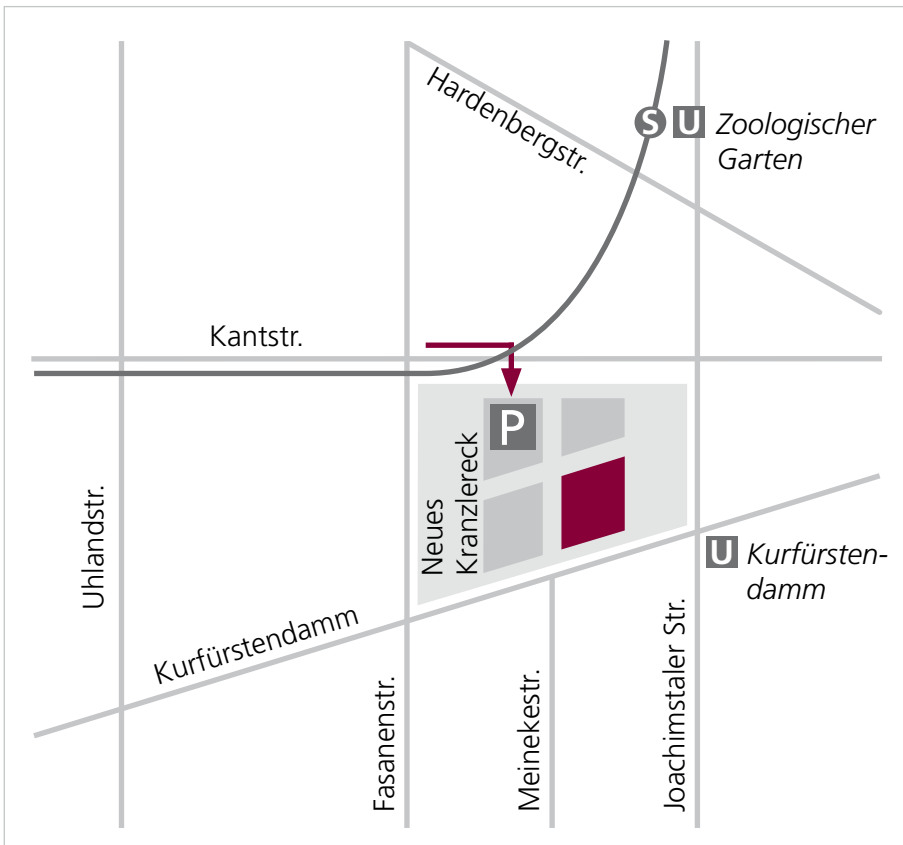 Hardenbergstr.
S U Zoologischer
Garten
Kantstr.
P
Neues
Kranzlereck
Uhlandstr.
U Kurfürsten-
damm
Kurfürstendamm
Fasanenstr.
Meinekestr.
Joachimstaler Str.